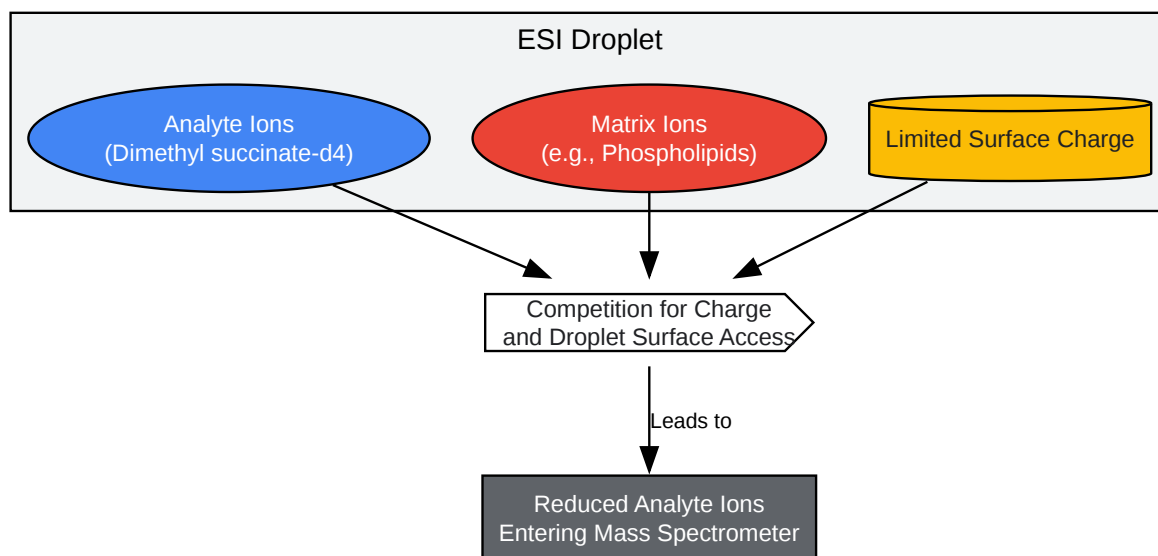 ESI Droplet
Analyte Ions
(Dimethyl succinate-d4)
Matrix Ions
(e.g., Phospholipids)
Limited Surface Charge
Competition for Charge
and Droplet Surface Access
Leads to
Reduced Analyte Ions
Entering Mass Spectrometer